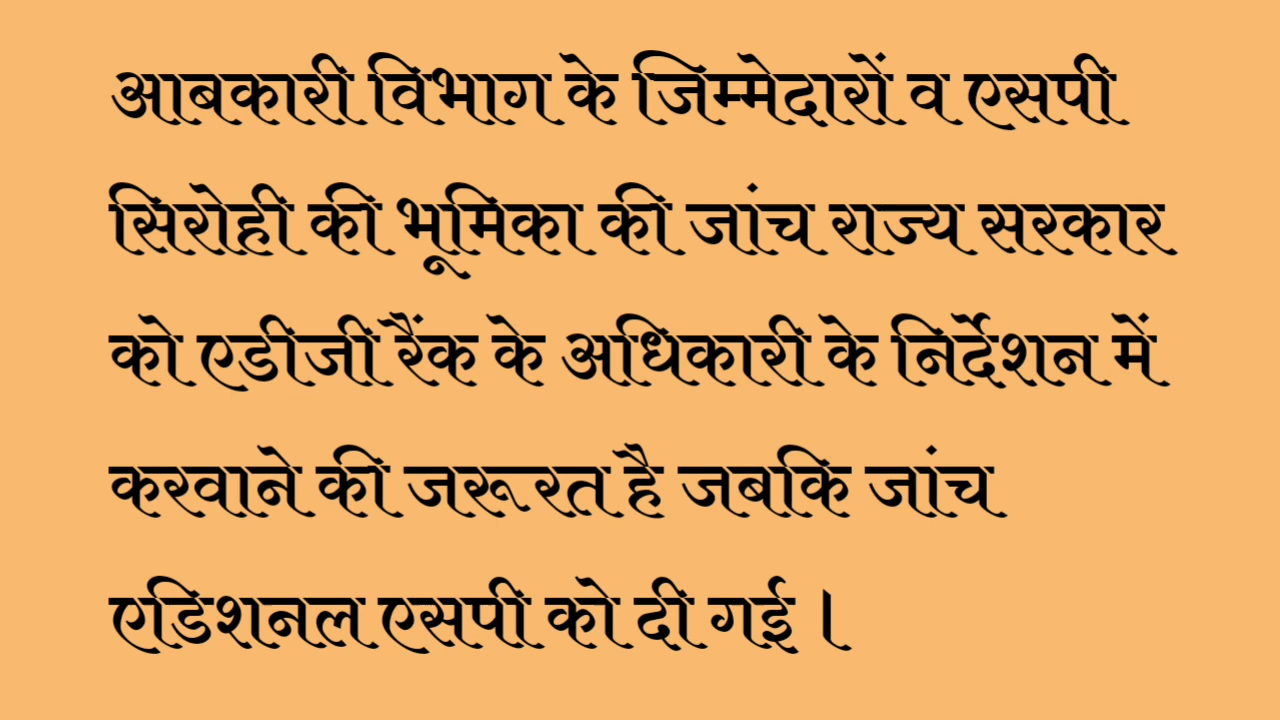 आबकारी विभाग के जिम्मेदारों व एसपी
सिरोही की भूमिका की जांच राज्य सरकार
को एडीजी रैंक के अधिकारी के निर्देशन में
करवाने की जरूरत है जबकि जांच
एडिशनल एसपी को दी गई ।